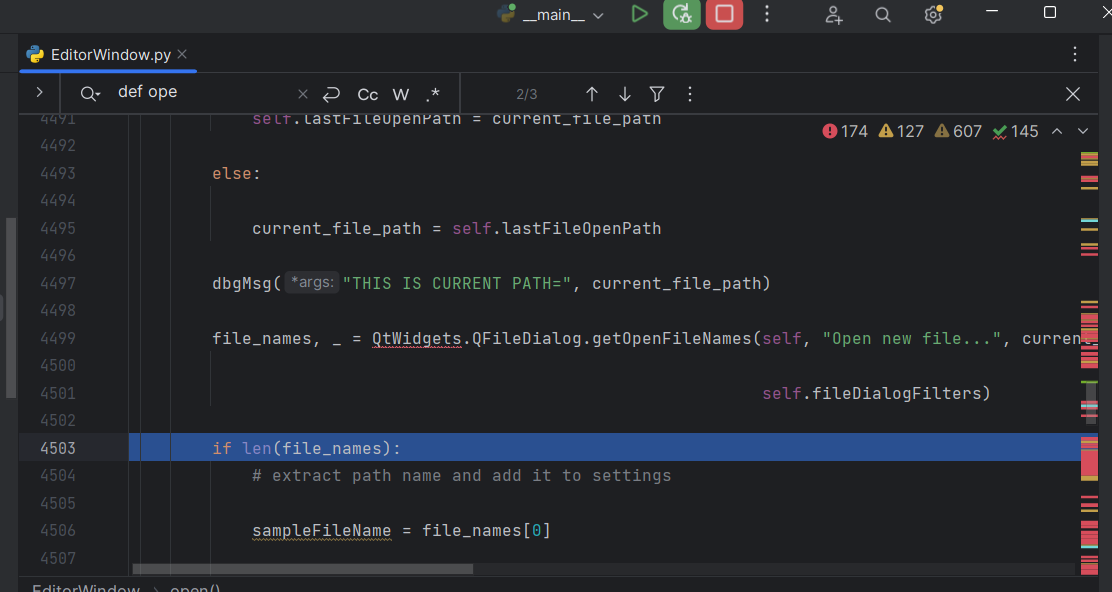 __main__
EditorWindow.py
def ope
Cc W .*
2/3
4491 self.lastFileOpenPath = current_file_path
174 127 607 145
4492
4493 else:
4494
4495 current_file_path = self.lastFileOpenPath
4496
4497 dbgMsg( *args: "THIS IS CURRENT PATH=", current_file_path)
4498
4499 file_names, _ = QtWidgets.QFileDialog.getOpenFileNames(self, "Open new file...", current_
4500
4501 self.fileDialogFilters)
4502
4503 if len(file_names):
4504 # extract path name and add it to settings
4505
4506 sampleFileName = file_names[0]
4507
EditorWindow > open()